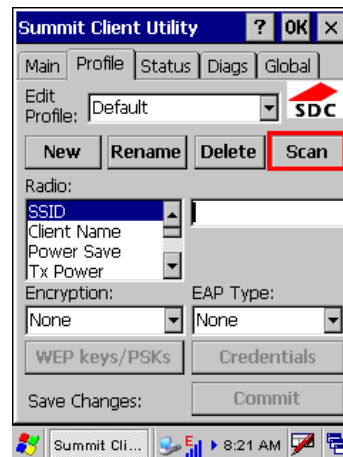 Summit Client Utility ? OK ×
Main Profile Status Diags Global
Edit
Profile: Default
SDC
New Rename Delete Scan
Radio:
SSID
Client Name
Power Save
Tx Power
Encryption: EAP Type:
None None
WEP keys/PSKs Credentials
Save Changes: Commit
Summit Cli... E 8:21 AM